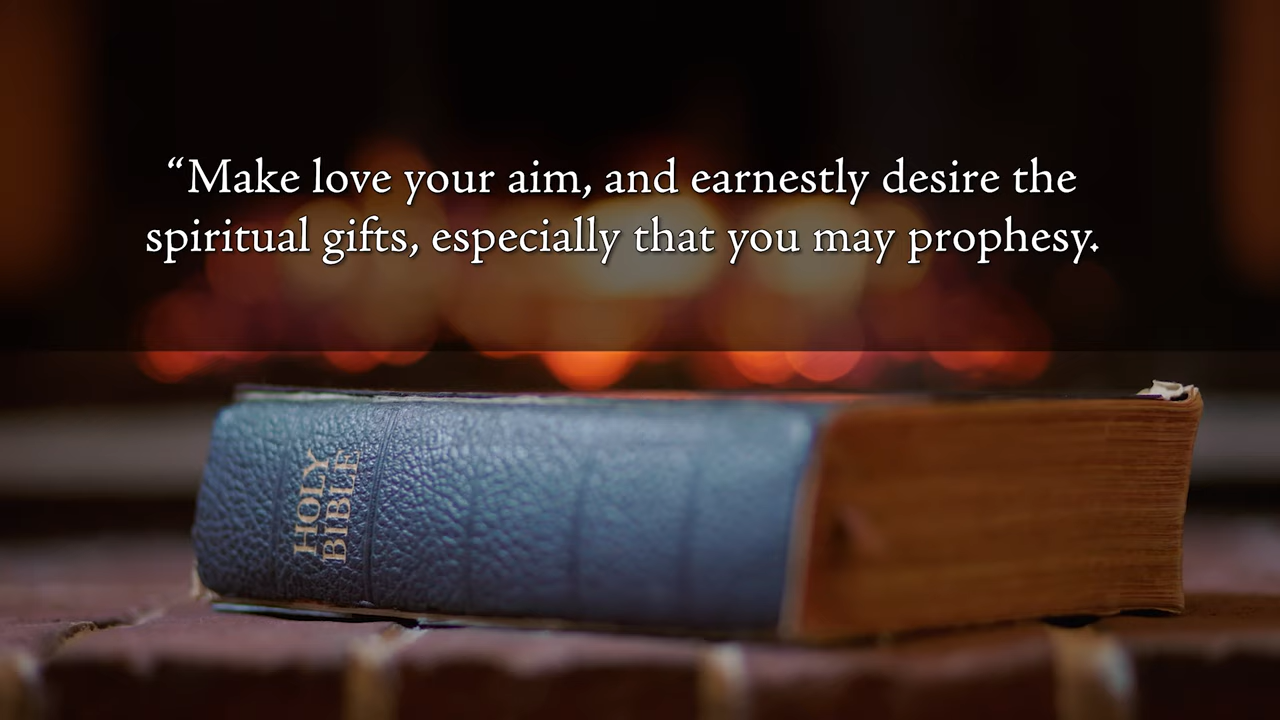 “Make love your aim, and earnestly desire the
spiritual gifts, especially that you may prophesy.
HOLY
BIBLE